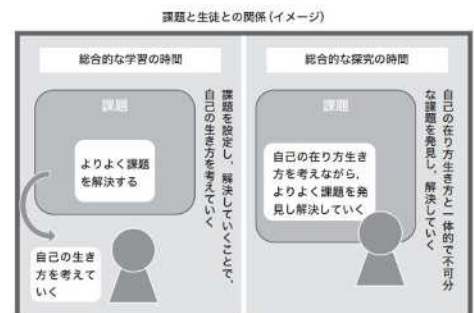 課題と生徒との関係(イメージ)
総合的な学習の時間
課題
よりよく課題
を解決する
自己の生き
方を考えて
いく
課題を設定し、解決していくことで、
自己の生き方を考えていく
総合的な探究の時間
課題
自己の在り方生き
方を考えながら、
よりよく課題を発
見し解決していく
自己の在り方生き方と一体的で不可分
な課題を発見し、解決していく